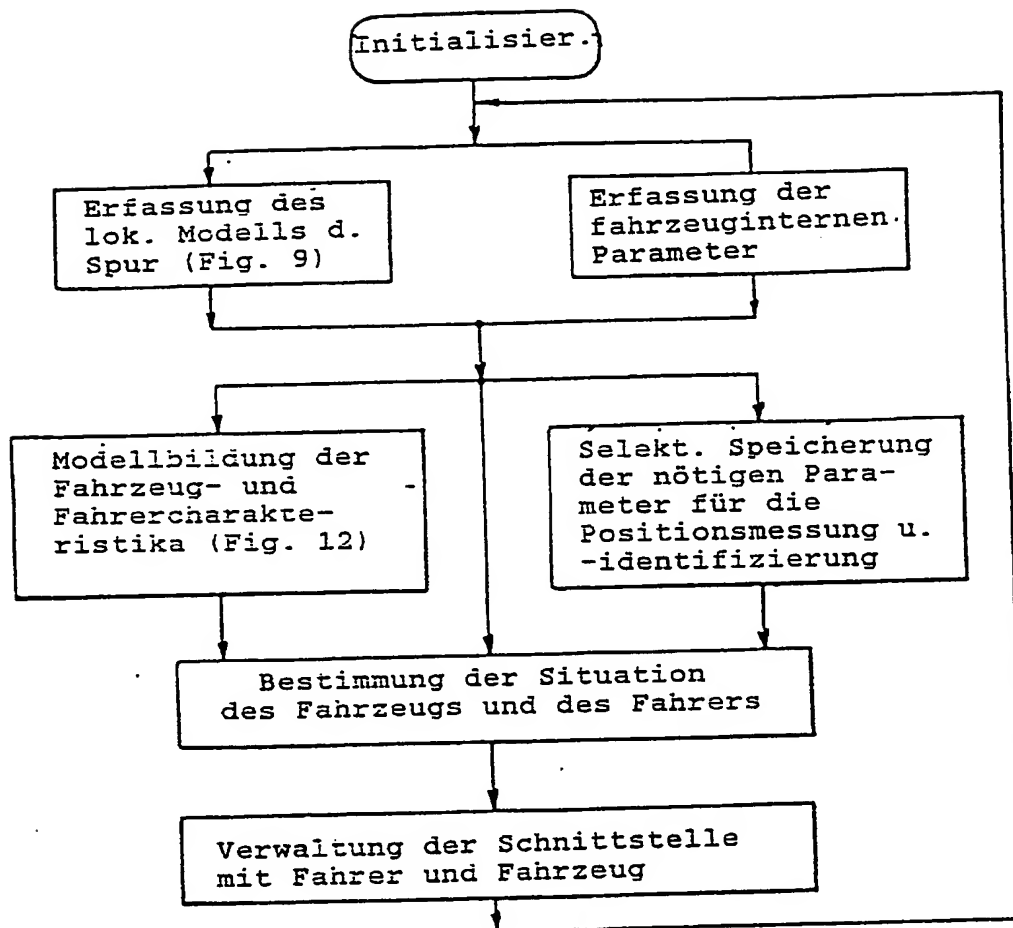 Initialisier.
Erfassung des
lok. Modells d.
Spur (Fig. 9)
Erfassung der
fahrzeuginternen
Parameter
Modellbildung der
Fahrzeug- und
Fahrercharakte-
ristika (Fig. 12)
Selekt. Speicherung
der nötigen Para-
meter für die
Positionsmessung u.
-identifizierung
Bestimmung der Situation
des Fahrzeugs und des Fahrers
Verwaltung der Schnittstelle
mit Fahrer und Fahrzeug